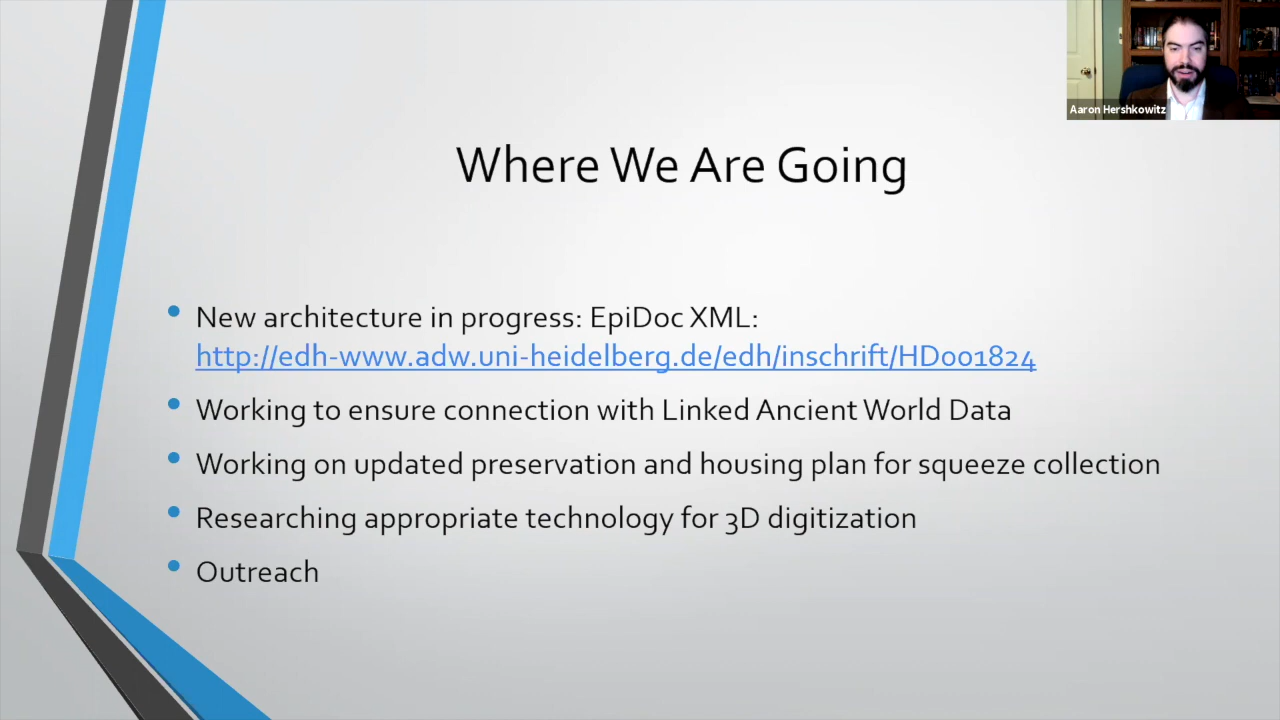 Aaron Hershkowitz
Where We Are Going
• New architecture in progress: EpiDoc XML:
http://edh-www.adw.uni-heidelberg.de/edh/inschrift/HD001824
• Working to ensure connection with Linked Ancient World Data
• Working on updated preservation and housing plan for squeeze collection
• Researching appropriate technology for 3D digitization
• Outreach